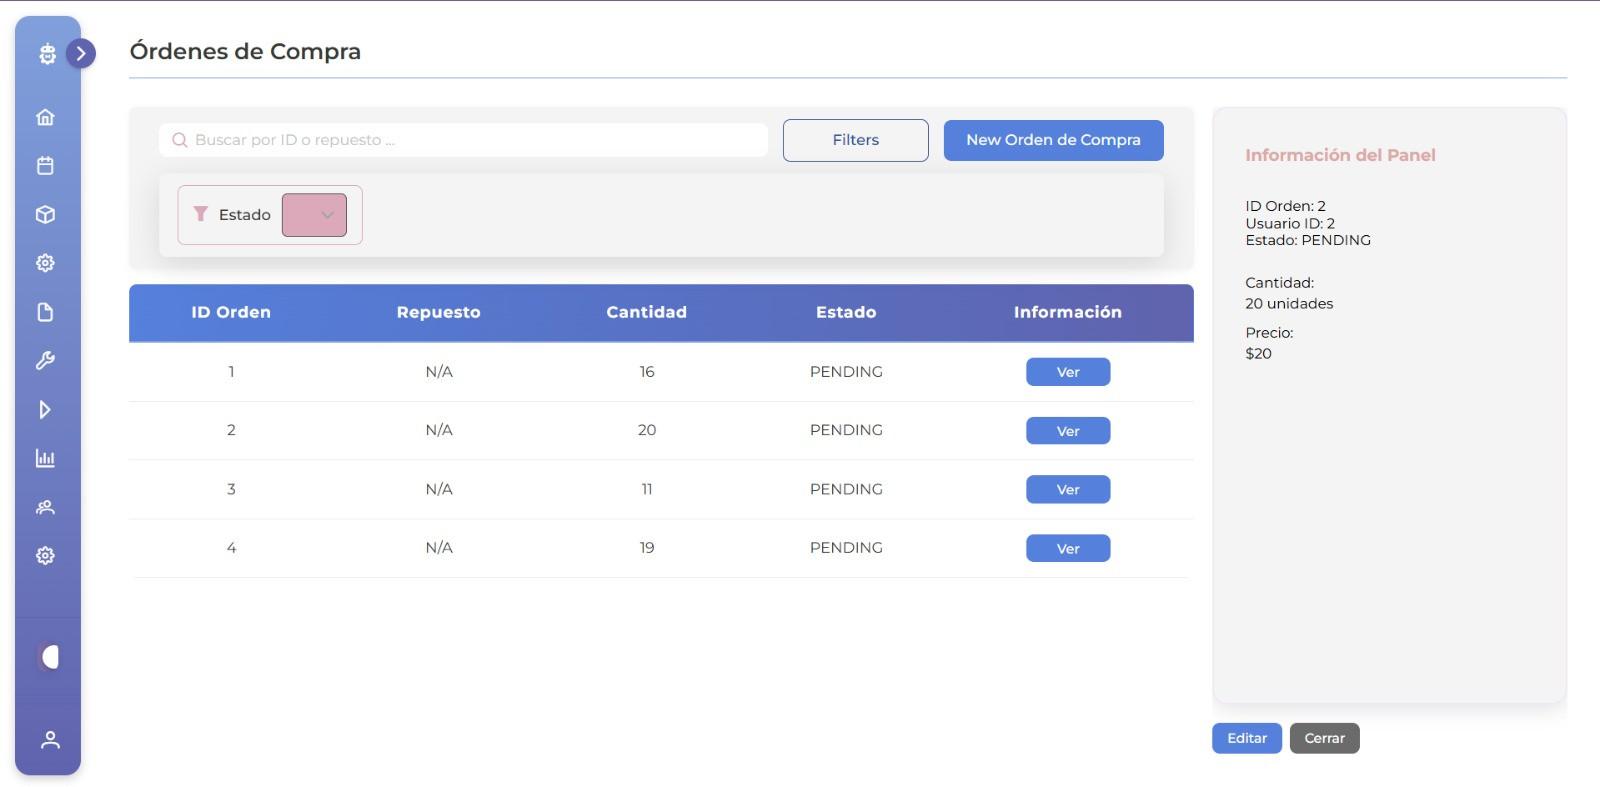 Órdenes de Compra
Buscar por ID o repuesto ...
Filters
New Orden de Compra
Estado
ID Orden Repuesto Cantidad Estado Información
1 N/A 16 PENDING Ver
2 N/A 20 PENDING Ver
3 N/A 11 PENDING Ver
4 N/A 19 PENDING Ver
Información del Panel
ID Orden: 2
Usuario ID: 2
Estado: PENDING
Cantidad:
20 unidades
Precio:
$20
Editar
Cerrar